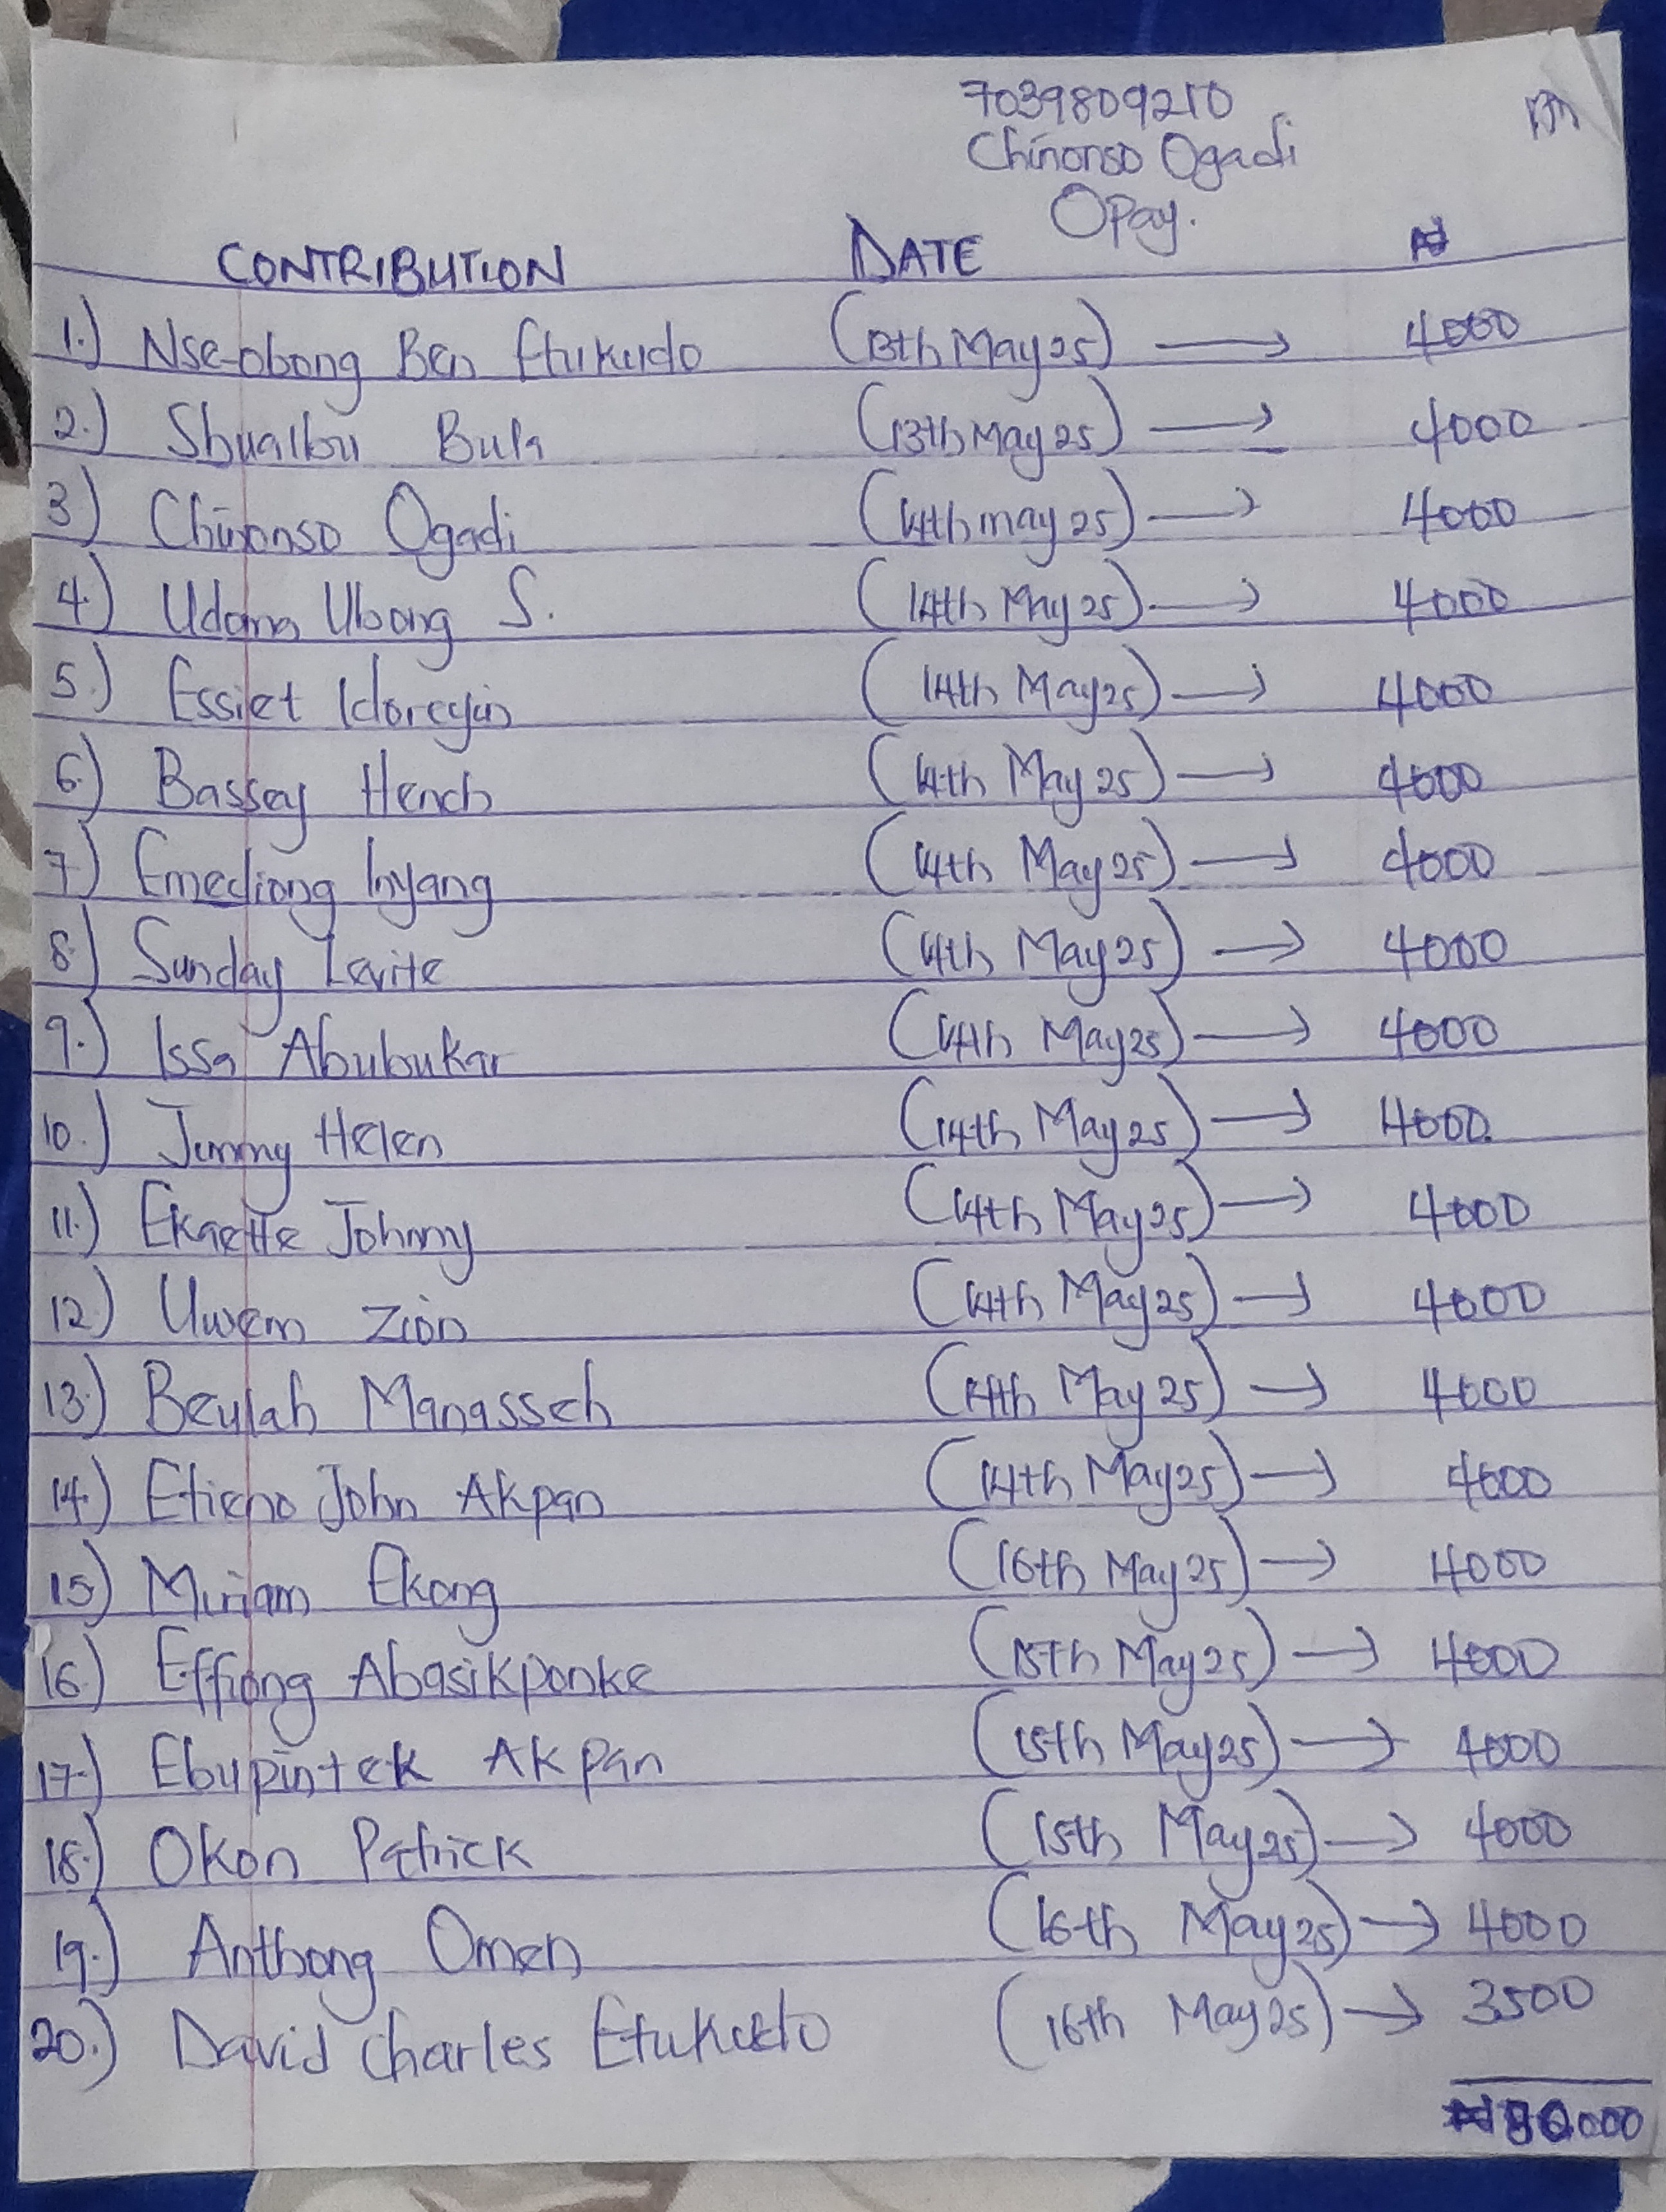 7039809210
Chinonso Ogadi
Opay.
CONTRIBUTION DATE ₦
1.) Nse-obong Ben Etukudo (13th May 25) → 4000
2.) Shuaibu Bula (13th May 25) → 4000
3.) Chinonso Ogadi (14th may 25) → 4000
4.) Udoma Ubong S. (14th May 25) → 4000
5.) Essiet Idoreyin (14th May 25) → 4000
6.) Bassey Hench (14th May 25) → 4000
7.) Emediong Inyang (14th May 25) → 4000
8.) Sunday Levite (14th May 25) → 4000
9.) Issa Abubukar (14th May 25) → 4000
10.) Jimmy Helen (14th May 25) → 4000
11.) Ekaette Johnny (14th May 25) → 4000
12.) Uwem Zion (14th May 25) → 4000
13.) Beulah Manasseh (14th May 25) → 4000
14.) Etieno John Akpan (14th May 25) → 4000
15.) Miriam Ekong (16th May 25) → 4000
16.) Effiong Abasikponke (15th May 25) → 4000
17.) Ebupintek Akpan (15th May 25) → 4000
18.) Okon Patrick (15th May 25) → 4000
19.) Anthony Omen (16th May 25) → 4000
20.) David Charles Etukudo (16th May 25) → 3500
₦80000